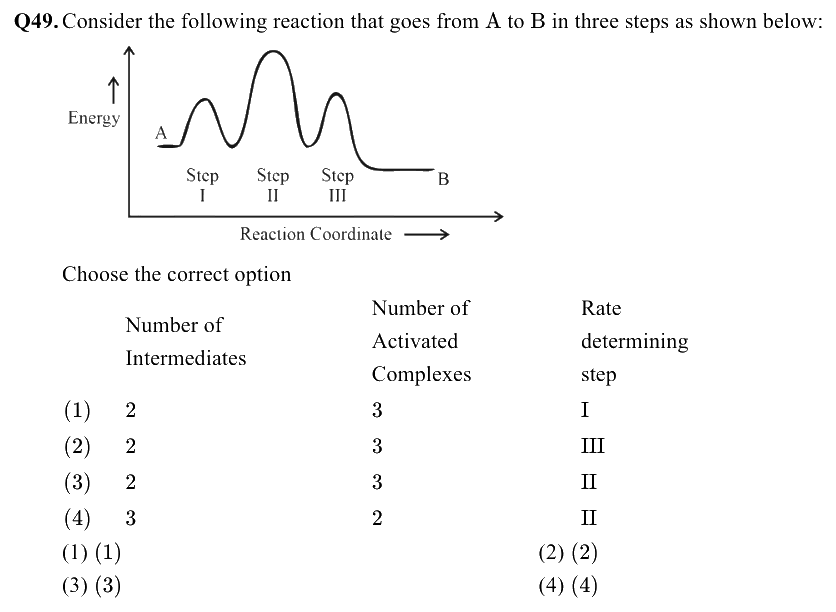 Q49. Consider the following reaction that goes from A to B in three steps as shown below:
Energy
A
Step Step Step
I II III
B
Reaction Coordinate
Choose the correct option
Number of Intermediates
Number of Activated Complexes
Rate determining step
(1) 2 3 I
(2) 2 3 III
(3) 2 3 II
(4) 3 2 II
(1) (1) (2) (2)
(3) (3) (4) (4)